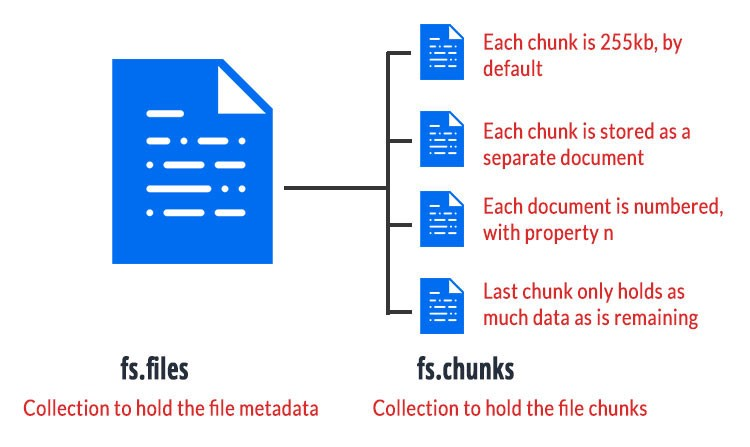 Each chunk is 255kb, by
default
Each chunk is stored as a
separate document
Each document is numbered,
with property n
Last chunk only holds as
much data as is remaining
fs.files
Collection to hold the file metadata
fs.chunks
Collection to hold the file chunks